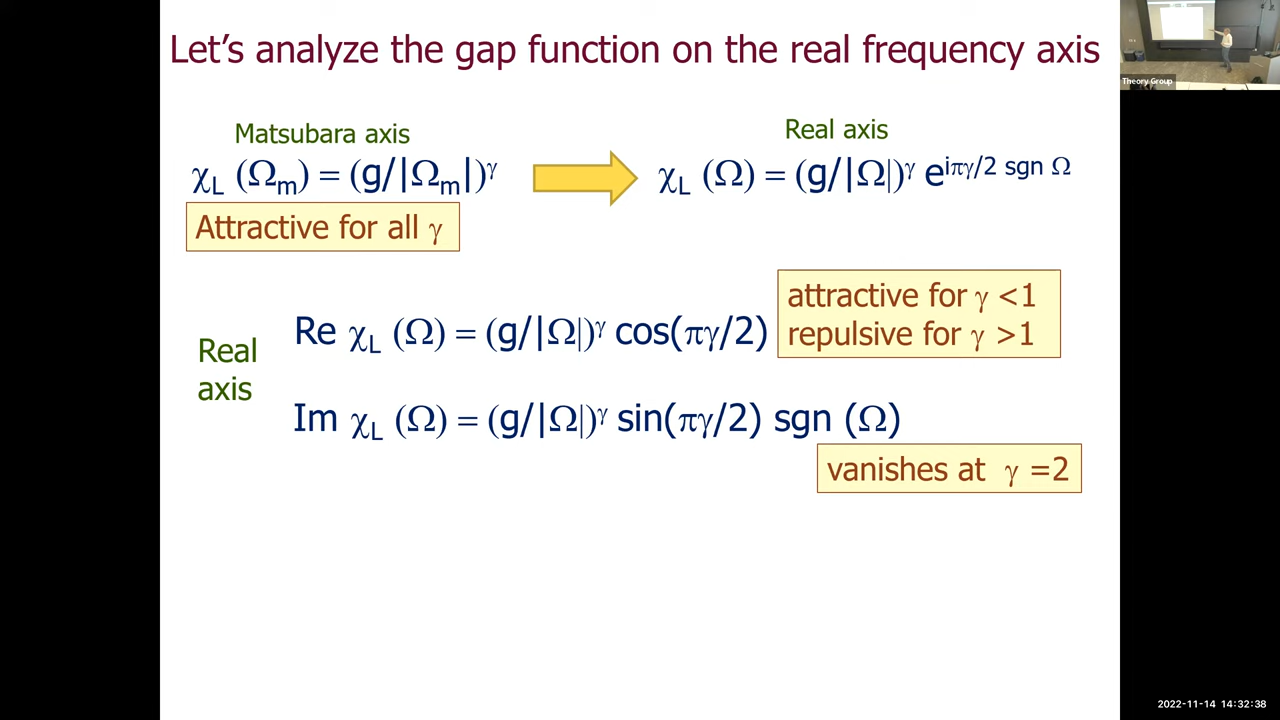 Let's analyze the gap function on the real frequency axis
Theory Group
Matsubara axis
Real axis
χL (Ωm) = (g/|Ωm|)^γ
χL (Ω) = (g/|Ω|)^γ e^iπγ/2 sgn Ω
Attractive for all γ
attractive for γ <1
repulsive for γ >1
Real
axis
Re χL (Ω) = (g/|Ω|)^γ cos(πγ/2)
Im χL (Ω) = (g/|Ω|)^γ sin(πγ/2) sgn (Ω)
vanishes at γ =2
2022-11-14 14:32:38